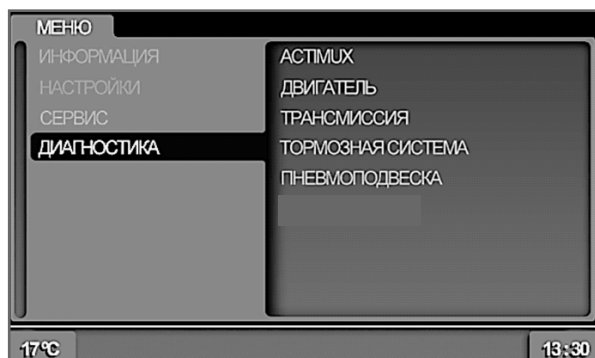 МЕНЮ
ИНФОРМАЦИЯ
НАСТРОЙКИ
СЕРВИС
ДИАГНОСТИКА
ACTIMUX
ДВИГАТЕЛЬ
ТРАНСМИССИЯ
ТОРМОЗНАЯ СИСТЕМА
ПНЕВМОПОДВЕСКА
17°C
13:30